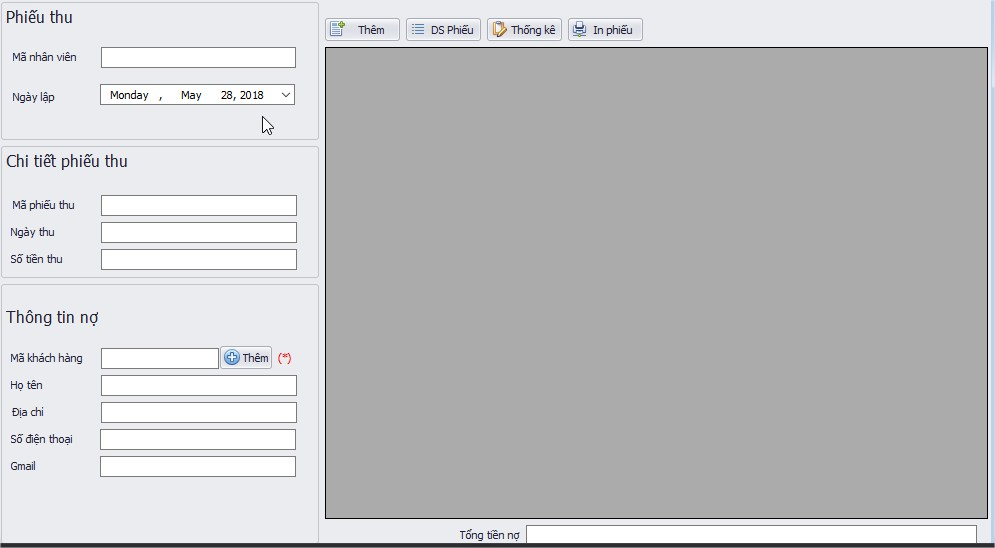 Phiếu thu
Mã nhân viên
Ngày lập
Monday , May 28, 2018
Chi tiết phiếu thu
Mã phiếu thu
Ngày thu
Số tiền thu
Thông tin nợ
Mã khách hàng
Thêm (*)
Họ tên
Địa chỉ
Số điện thoại
Gmail
Thêm DS Phiếu Thống kê In phiếu
Tổng tiền nợ